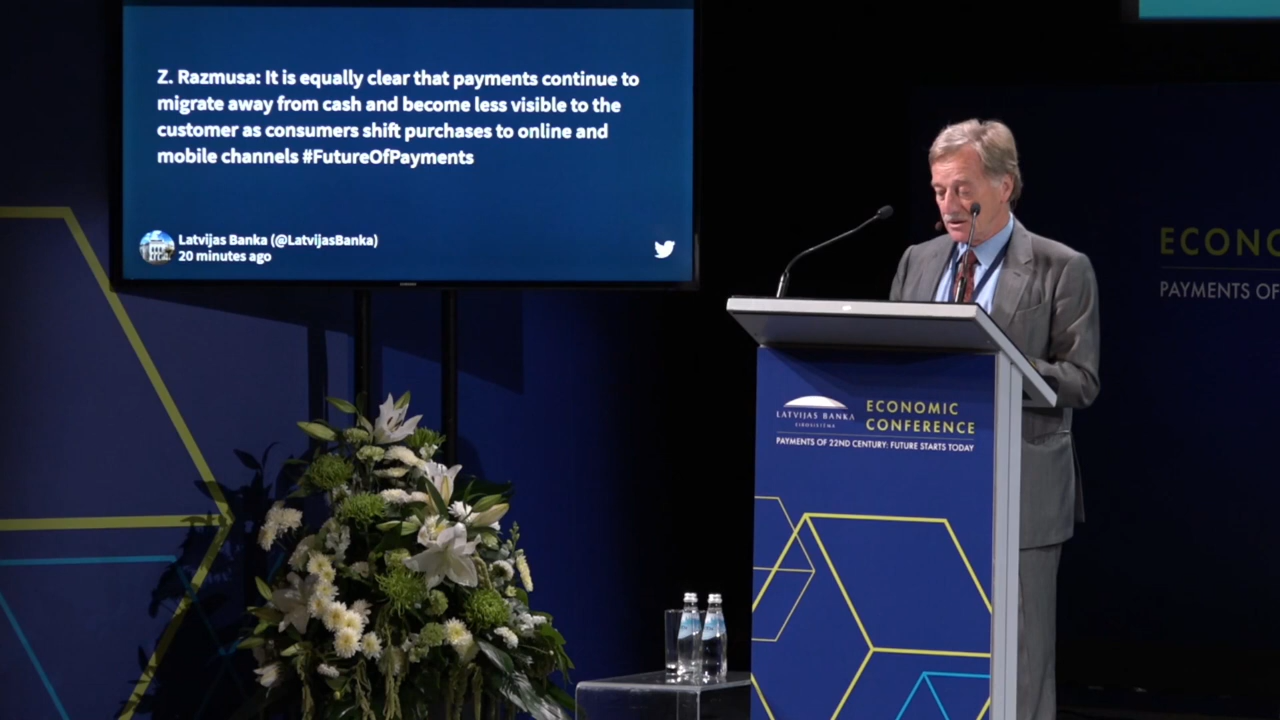 Z. Razmusa: It is equally clear that payments continue to
migrate away from cash and become less visible to the
customer as consumers shift purchases to online and
mobile channels #FutureOfPayments
Latvijas Banka (@LatvijasBanka)
20 minutes ago
ECONO
PAYMENTS OF
LATVIJAS BANKA
EIROSISTĒMA
ECONOMIC
CONFERENCE
PAYMENTS OF 22ND CENTURY: FUTURE STARTS TODAY